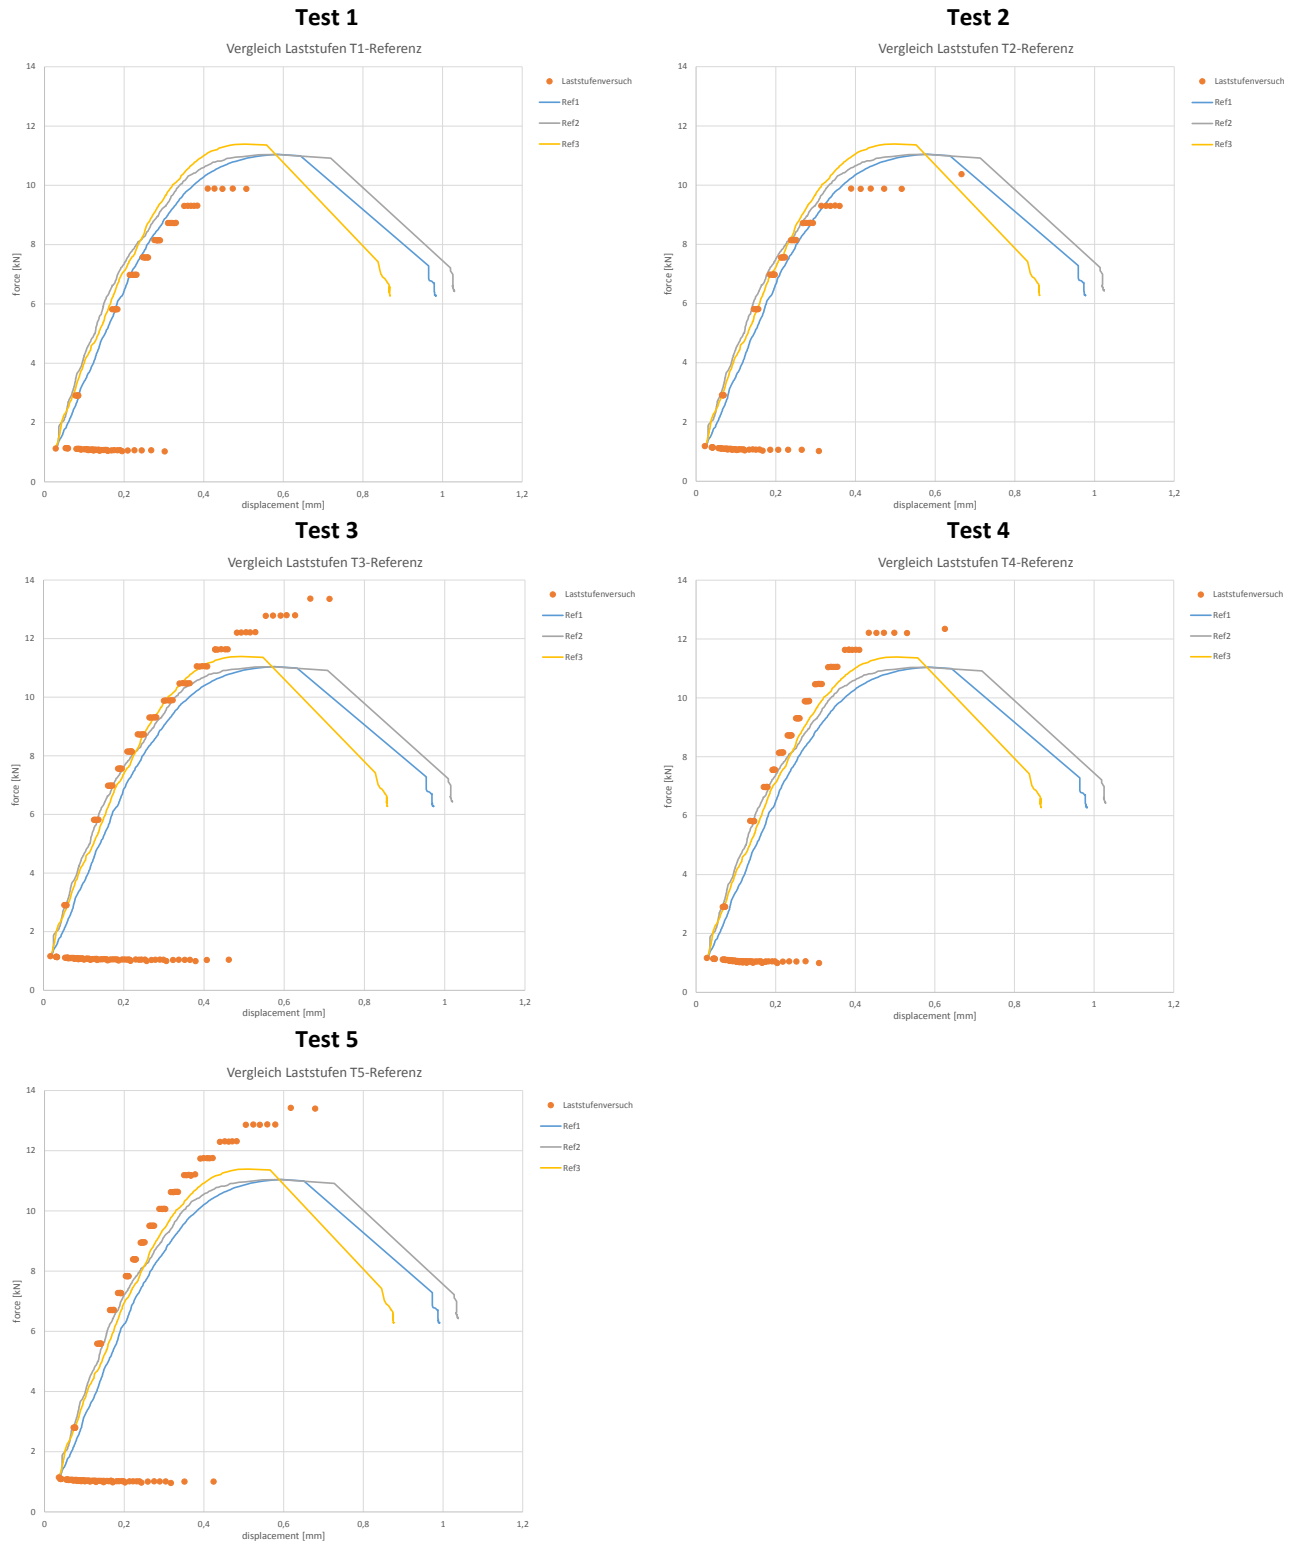 Test 1
Vergleich Laststufen T1-Referenz
14
12
10
8
6
4
2
0
force [kN]
0
0,2
0,4
0,6
0,8
1
1,2
displacement [mm]
Laststufenversuch
Ref1
Ref2
Ref3
Test 2
Vergleich Laststufen T2-Referenz
14
12
10
8
6
4
2
0
force [kN]
0
0,2
0,4
0,6
0,8
1
1,2
displacement [mm]
Laststufenversuch
Ref1
Ref2
Ref3
Test 3
Vergleich Laststufen T3-Referenz
14
12
10
8
6
4
2
0
force [kN]
0
0,2
0,4
0,6
0,8
1
1,2
displacement [mm]
Laststufenversuch
Ref1
Ref2
Ref3
Test 4
Vergleich Laststufen T4-Referenz
14
12
10
8
6
4
2
0
force [kN]
0
0,2
0,4
0,6
0,8
1
1,2
displacement [mm]
Laststufenversuch
Ref1
Ref2
Ref3
Test 5
Vergleich Laststufen T5-Referenz
14
12
10
8
6
4
2
0
force [kN]
0
0,2
0,4
0,6
0,8
1
1,2
displacement [mm]
Laststufenversuch
Ref1
Ref2
Ref3